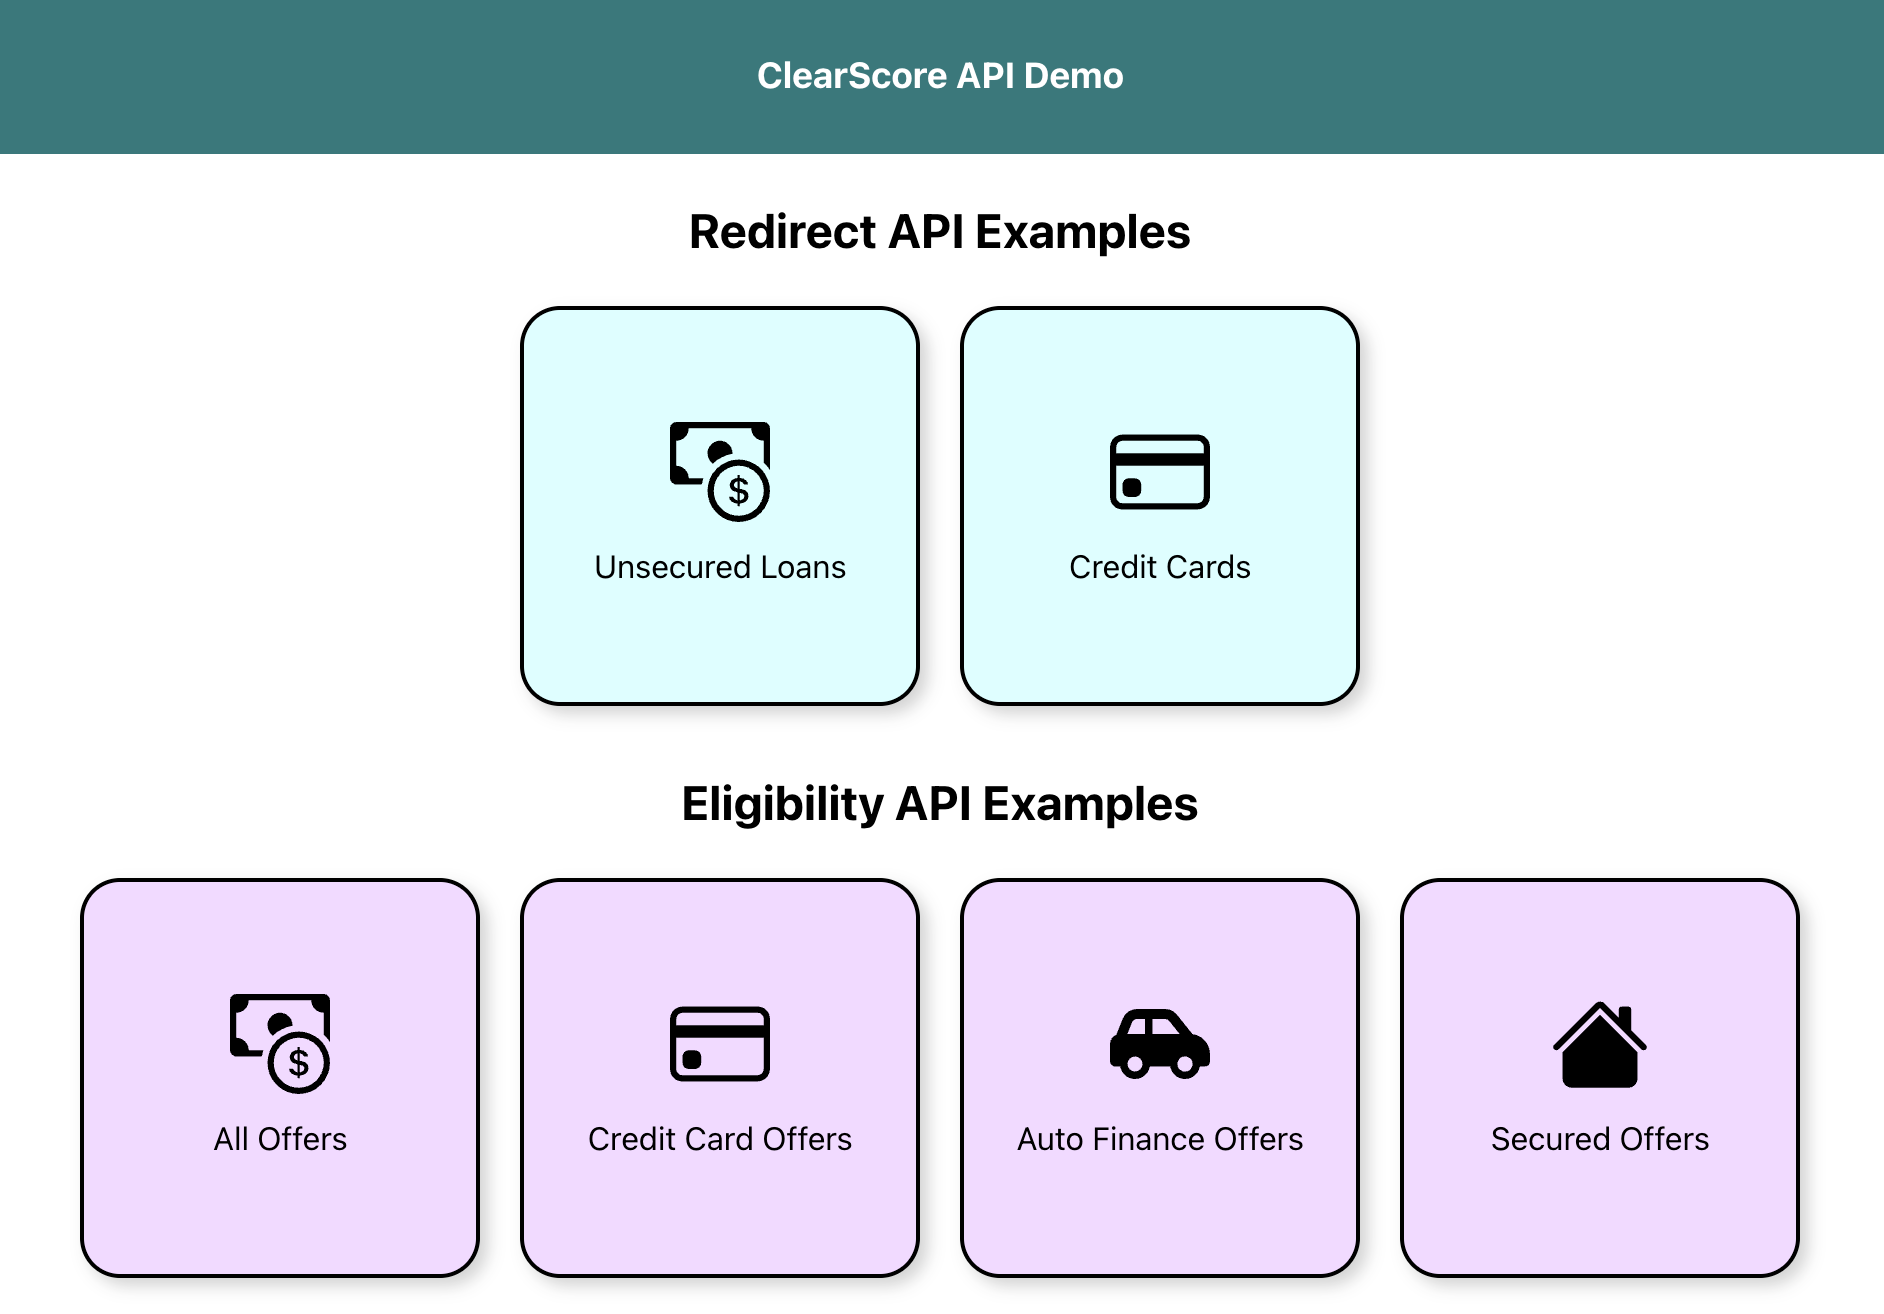 ClearScore API Demo
Redirect API Examples
$
Unsecured Loans
Credit Cards
Eligibility API Examples
$
All Offers
Credit Card Offers
Auto Finance Offers
Secured Offers